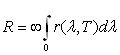 R = ∞∫0 r(λ,T)dλ